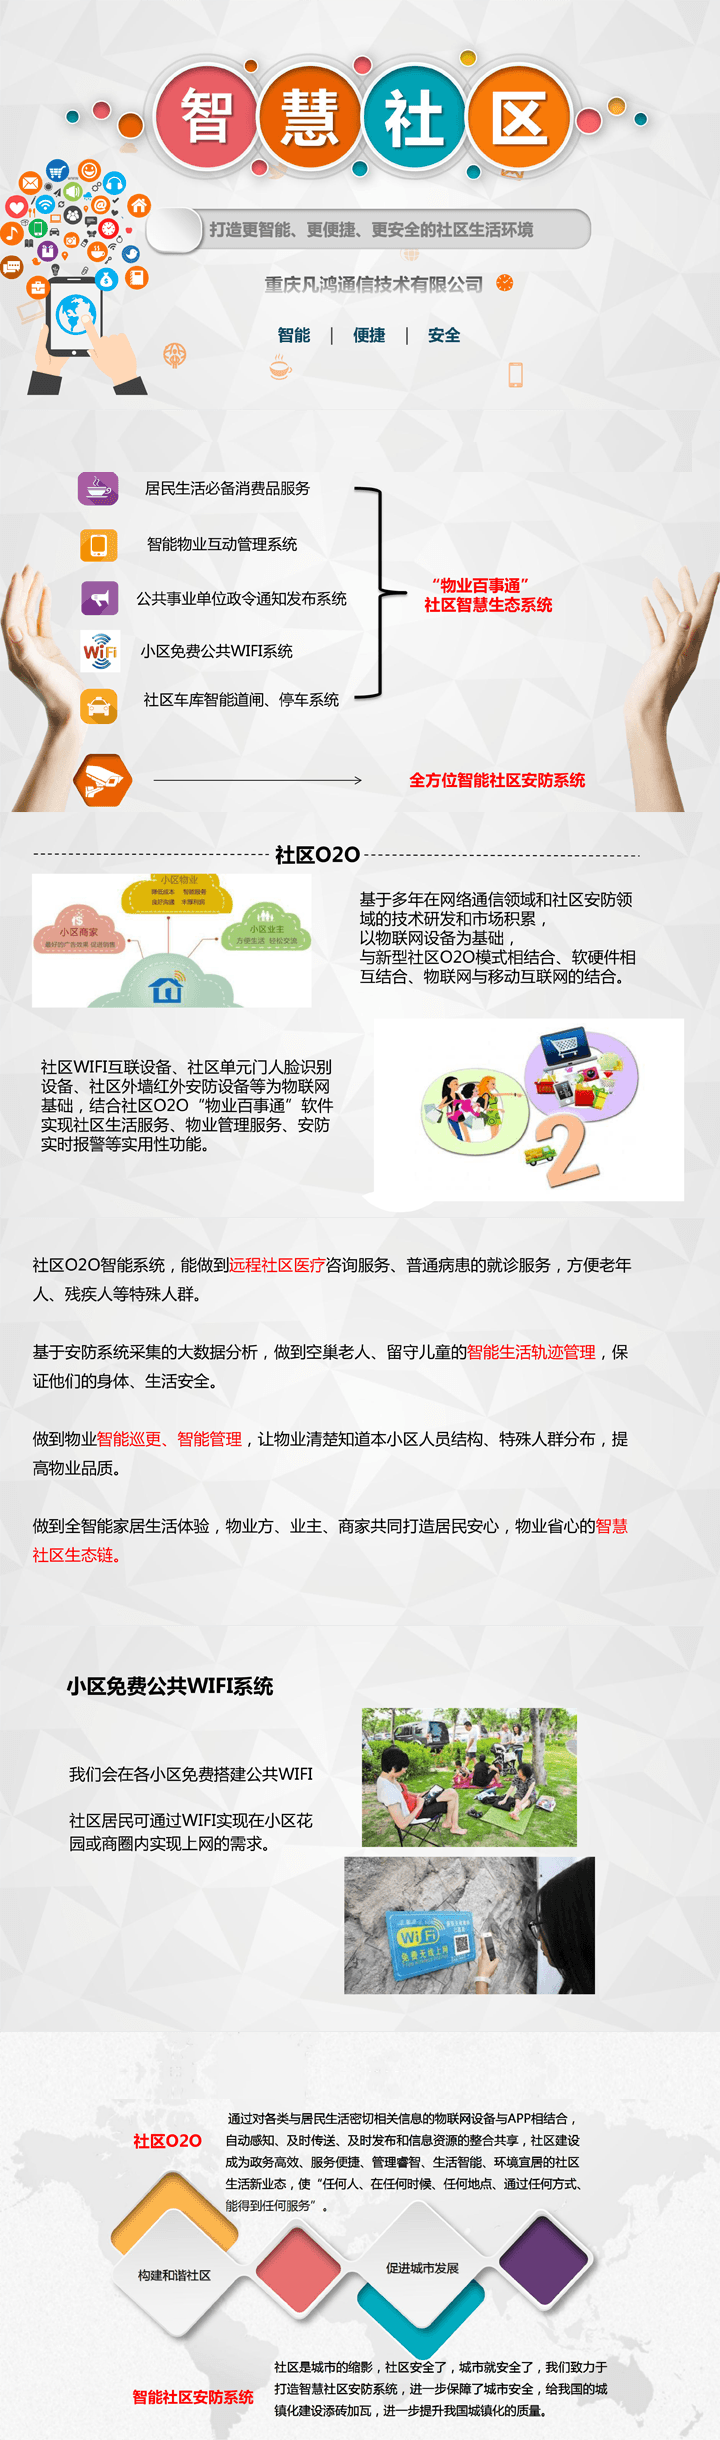 智慧社区
打造更智能、更便捷、更安全的社区生活环境
重庆凡鸿通信技术有限公司
智能 | 便捷 | 安全
居民生活必备消费品服务
智能物业互动管理系统
公共事业单位政令通知发布系统
WiFi
小区免费公共WIFI系统
社区车库智能道闸、停车系统
“物业百事通”
社区智慧生态系统
全方位智能社区安防系统
社区O2O
小区物业
降低成本 智能服务
良好沟通 丰厚利润
小区商家
最好的广告效果 促进销售
小区业主
方便生活 轻松交流
基于多年在网络通信领域和社区安防领
域的技术研发和市场积累，
以物联网设备为基础，
与新型社区O2O模式相结合、软硬件相
互结合、物联网与移动互联网的结合。
社区WIFI互联设备、社区单元门人脸识别
设备、社区外墙红外安防设备等为物联网
基础，结合社区O2O“物业百事通”软件
实现社区生活服务、物业管理服务、安防
实时报警等实用性功能。
2
社区O2O智能系统，能做到远程社区医疗咨询服务、普通病患的就诊服务，方便老年
人、残疾人等特殊人群。
基于安防系统采集的大数据分析，做到空巢老人、留守儿童的智能生活轨迹管理，保
证他们的身体、生活安全。
做到物业智能巡更、智能管理，让物业清楚知道本小区人员结构、特殊人群分布，提
高物业品质。
做到全智能家居生活体验，物业方、业主、商家共同打造居民安心，物业省心的智慧
社区生态链。
小区免费公共WIFI系统
我们会在各小区免费搭建公共WIFI
社区居民可通过WIFI实现在小区花
园或商圈内实现上网的需求。
WiFi
免费无线上网
社区O2O
通过对各类与居民生活密切相关信息的物联网设备与APP相结合，
自动感知、及时传送、及时发布和信息资源的整合共享，社区建设
成为政务高效、服务便捷、管理睿智、生活智能、环境宜居的社区
生活新业态，使“任何人、在任何时候、任何地点、通过任何方式、
能得到任何服务”。
构建和谐社区
促进城市发展
智能社区安防系统
社区是城市的缩影，社区安全了，城市就安全了，我们致力于
打造智慧社区安防系统，进一步保障了城市安全，给我国的城
镇化建设添砖加瓦，进一步提升我国城镇化的质量。